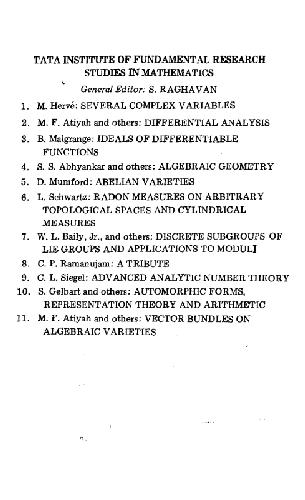 TATA INSTITUTE OF FUNDAMENTAL RESEARCH
STUDIES IN MATHEMATICS
General Editor: S. RAGHAVAN
1. M. Hervé: SEVERAL COMPLEX VARIABLES
2. M. F. Atiyah and others: DIFFERENTIAL ANALYSIS
3. B. Malgrange: IDEALS OF DIFFERENTIABLE
FUNCTIONS
4. S. S. Abhyankar and others: ALGEBRAIC GEOMETRY
5. D. Mumford: ABELIAN VARIETIES
6. L. Schwartz: RADON MEASURES ON ARBITRARY
TOPOLOGICAL SPACES AND CYLINDRICAL
MEASURES
7. W. L. Baily, Jr., and others: DISCRETE SUBGROUPS OF
LIE GROUPS AND APPLICATIONS TO MODULI
8. C. P. Ramanujam: A TRIBUTE
9. C. L. Siegel: ADVANCED ANALYTIC NUMBER THEORY
10. S. Gelbart and others: AUTOMORPHIC FORMS,
REPRESENTATION THEORY AND ARITHMETIC
11. M. F. Atiyah and others: VECTOR BUNDLES ON
ALGEBRAIC VARIETIES